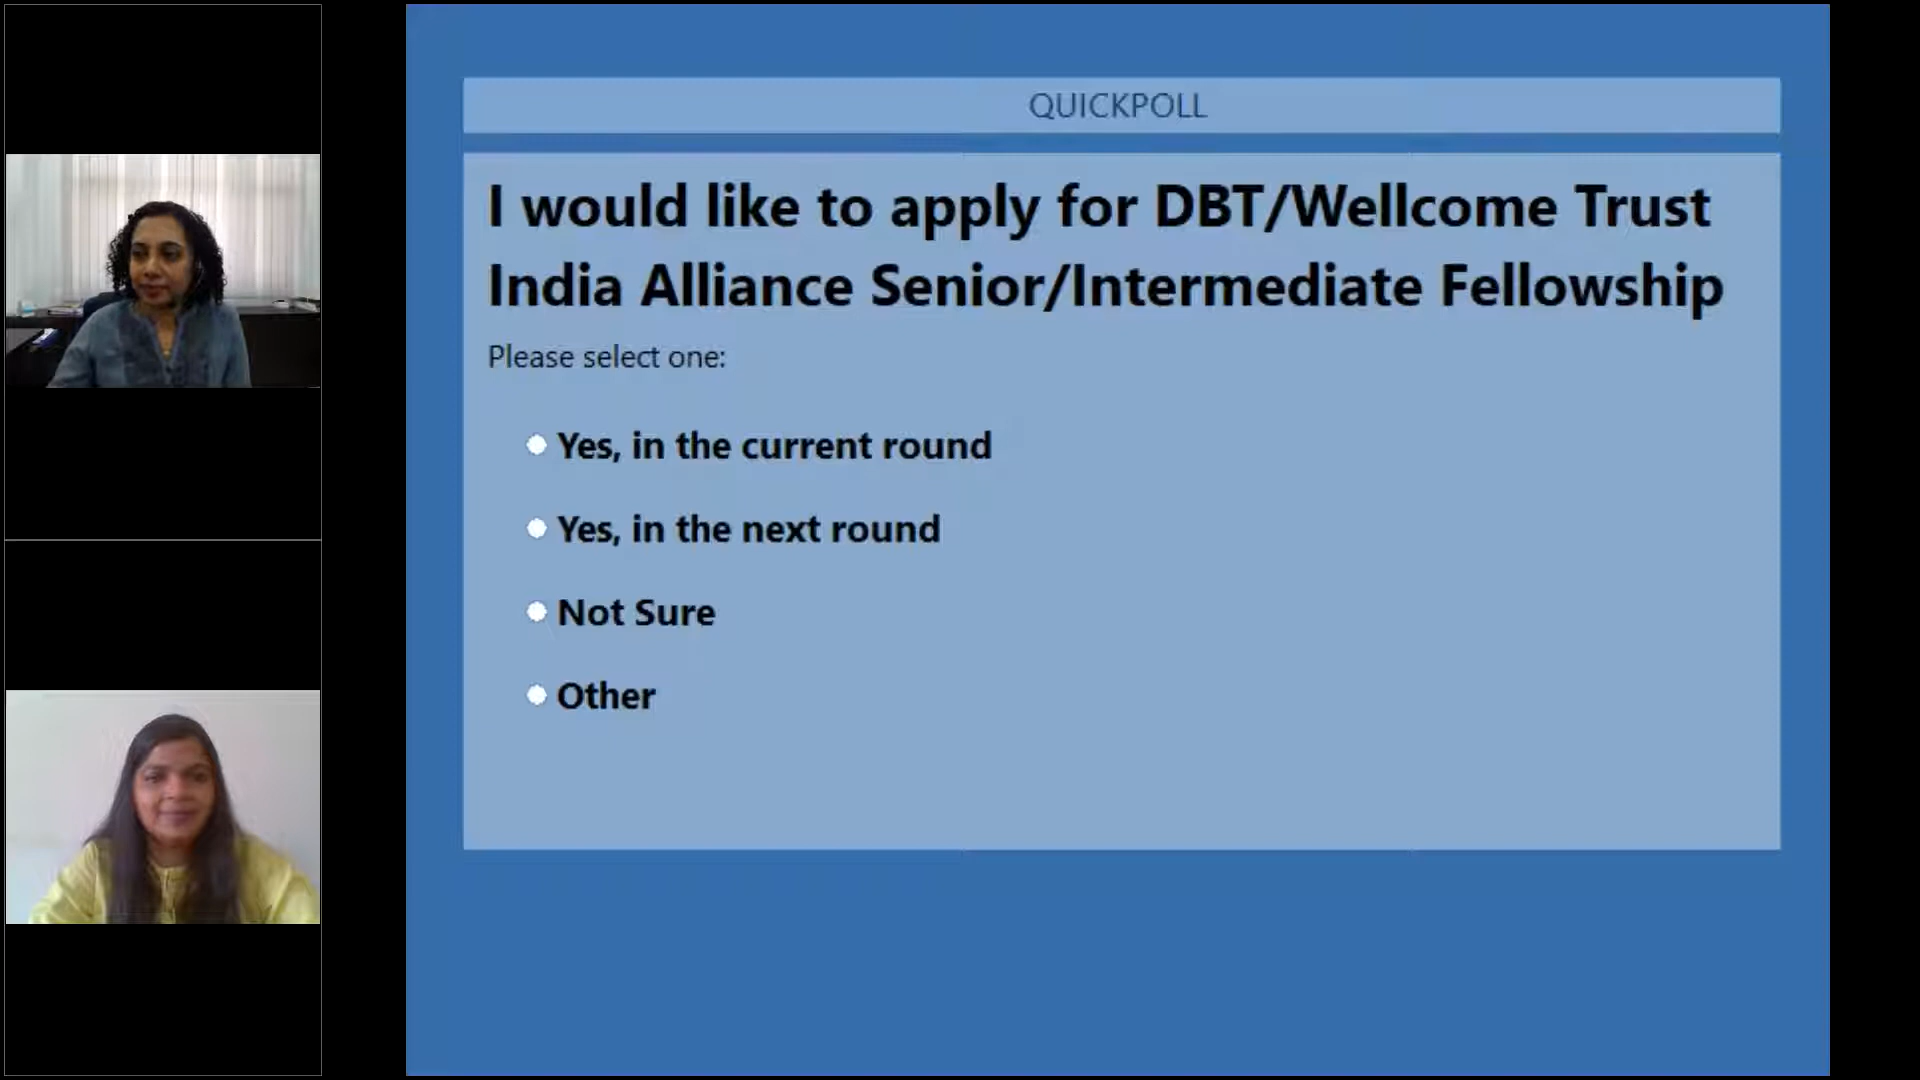 QUICKPOLL
I would like to apply for DBT/Wellcome Trust
India Alliance Senior/Intermediate Fellowship
Please select one:
Yes, in the current round
Yes, in the next round
Not Sure
Other